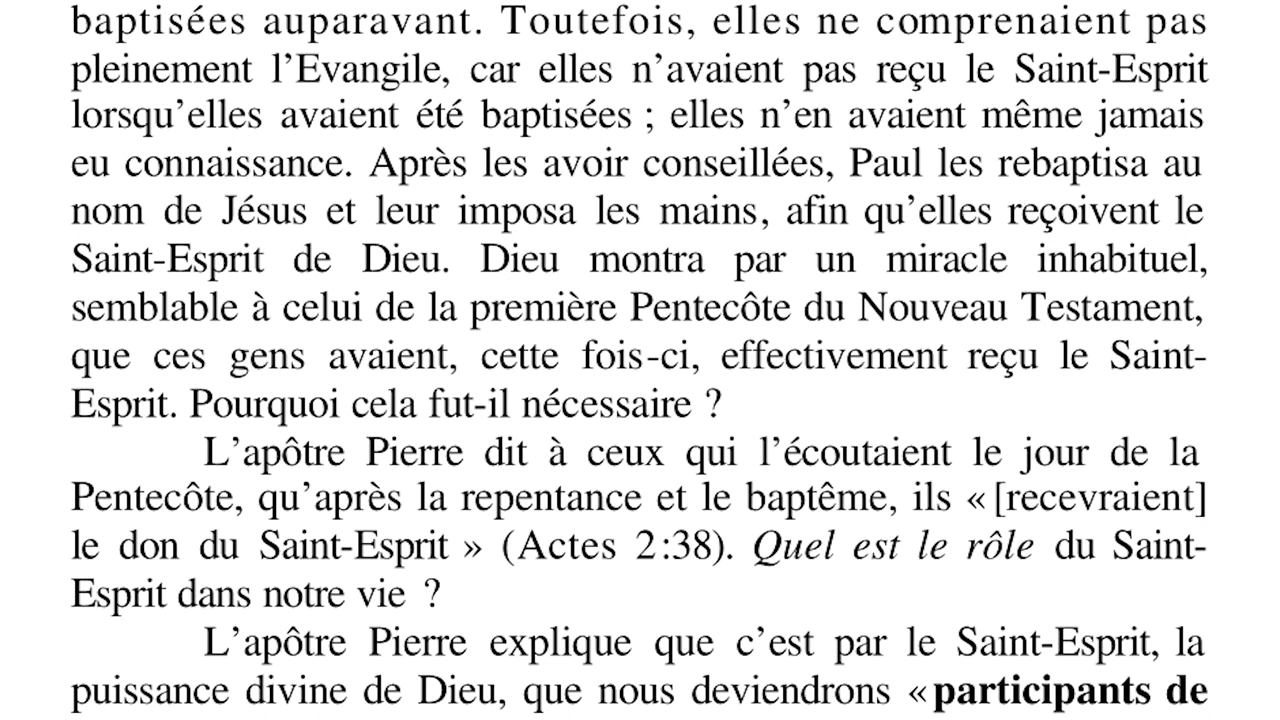 baptisées auparavant. Toutefois, elles ne comprenaient pas
pleinement l’Evangile, car elles n’avaient pas reçu le Saint-Esprit
lorsqu’elles avaient été baptisées ; elles n’en avaient même jamais
eu connaissance. Après les avoir conseillées, Paul les rebaptisa au
nom de Jésus et leur imposa les mains, afin qu’elles reçoivent le
Saint-Esprit de Dieu. Dieu montra par un miracle inhabituel,
semblable à celui de la première Pentecôte du Nouveau Testament,
que ces gens avaient, cette fois-ci, effectivement reçu le Saint-
Esprit. Pourquoi cela fut-il nécessaire ?
L’apôtre Pierre dit à ceux qui l’écoutaient le jour de la
Pentecôte, qu’après la repentance et le baptême, ils « [recevraient]
le don du Saint-Esprit » (Actes 2:38). Quel est le rôle du Saint-
Esprit dans notre vie ?
L’apôtre Pierre explique que c’est par le Saint-Esprit, la
puissance divine de Dieu, que nous deviendrons « participants de